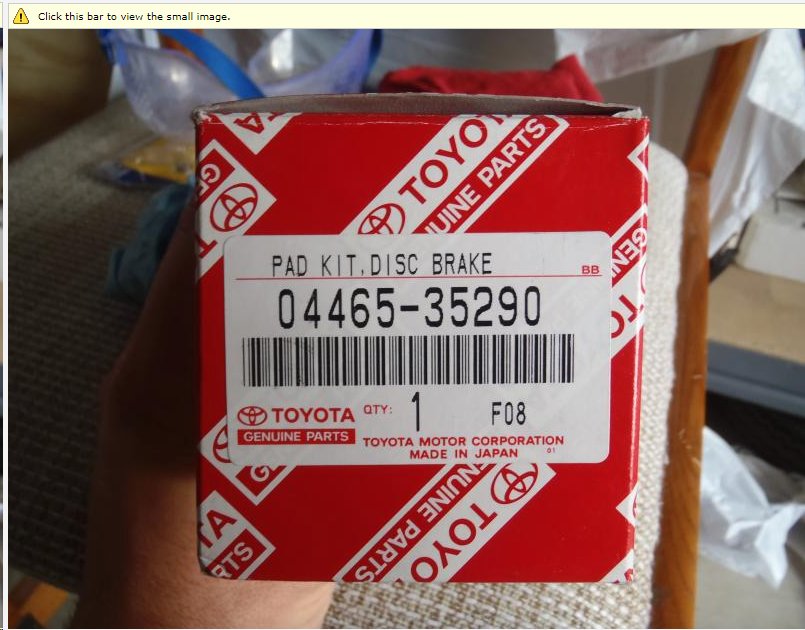 Click this bar to view the small image.
TOYOTA
GENUINE PARTS
PAD KIT,DISC BRAKE
BB
04465-35290
TOYOTA QTY: 1 F08
GENUINE PARTS
TOYOTA MOTOR CORPORATION
MADE IN JAPAN 01
GENUINE PARTS
TOYOTA